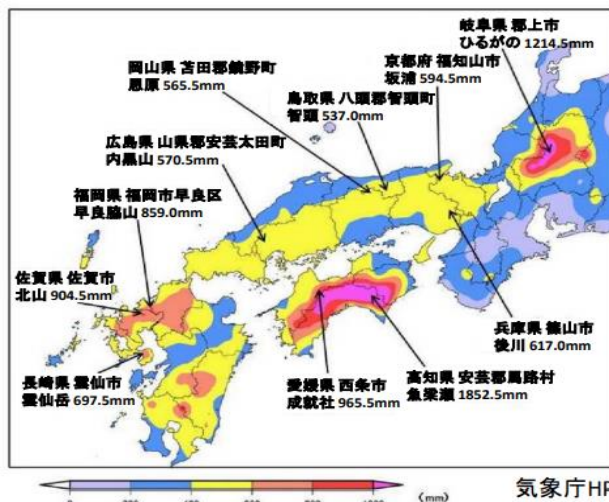 岐阜県 郡上市
ひるがの 1214.5mm
京都府 福知山市
坂浦 594.5mm
岡山県 苫田郡鏡野町
恩原 565.5mm
鳥取県 八頭郡智頭町
智頭 537.0mm
広島県 山県郡安芸太田町
内黒山 570.5mm
福岡県 福岡市早良区
早良脇山 859.0mm
佐賀県 佐賀市
北山 904.5mm
長崎県 雲仙市
雲仙岳 697.5mm
愛媛県 西条市
成就社 965.5mm
高知県 安芸郡馬路村
魚梁瀬 1852.5mm
兵庫県 篠山市
後川 617.0mm
(mm)
気象庁HP